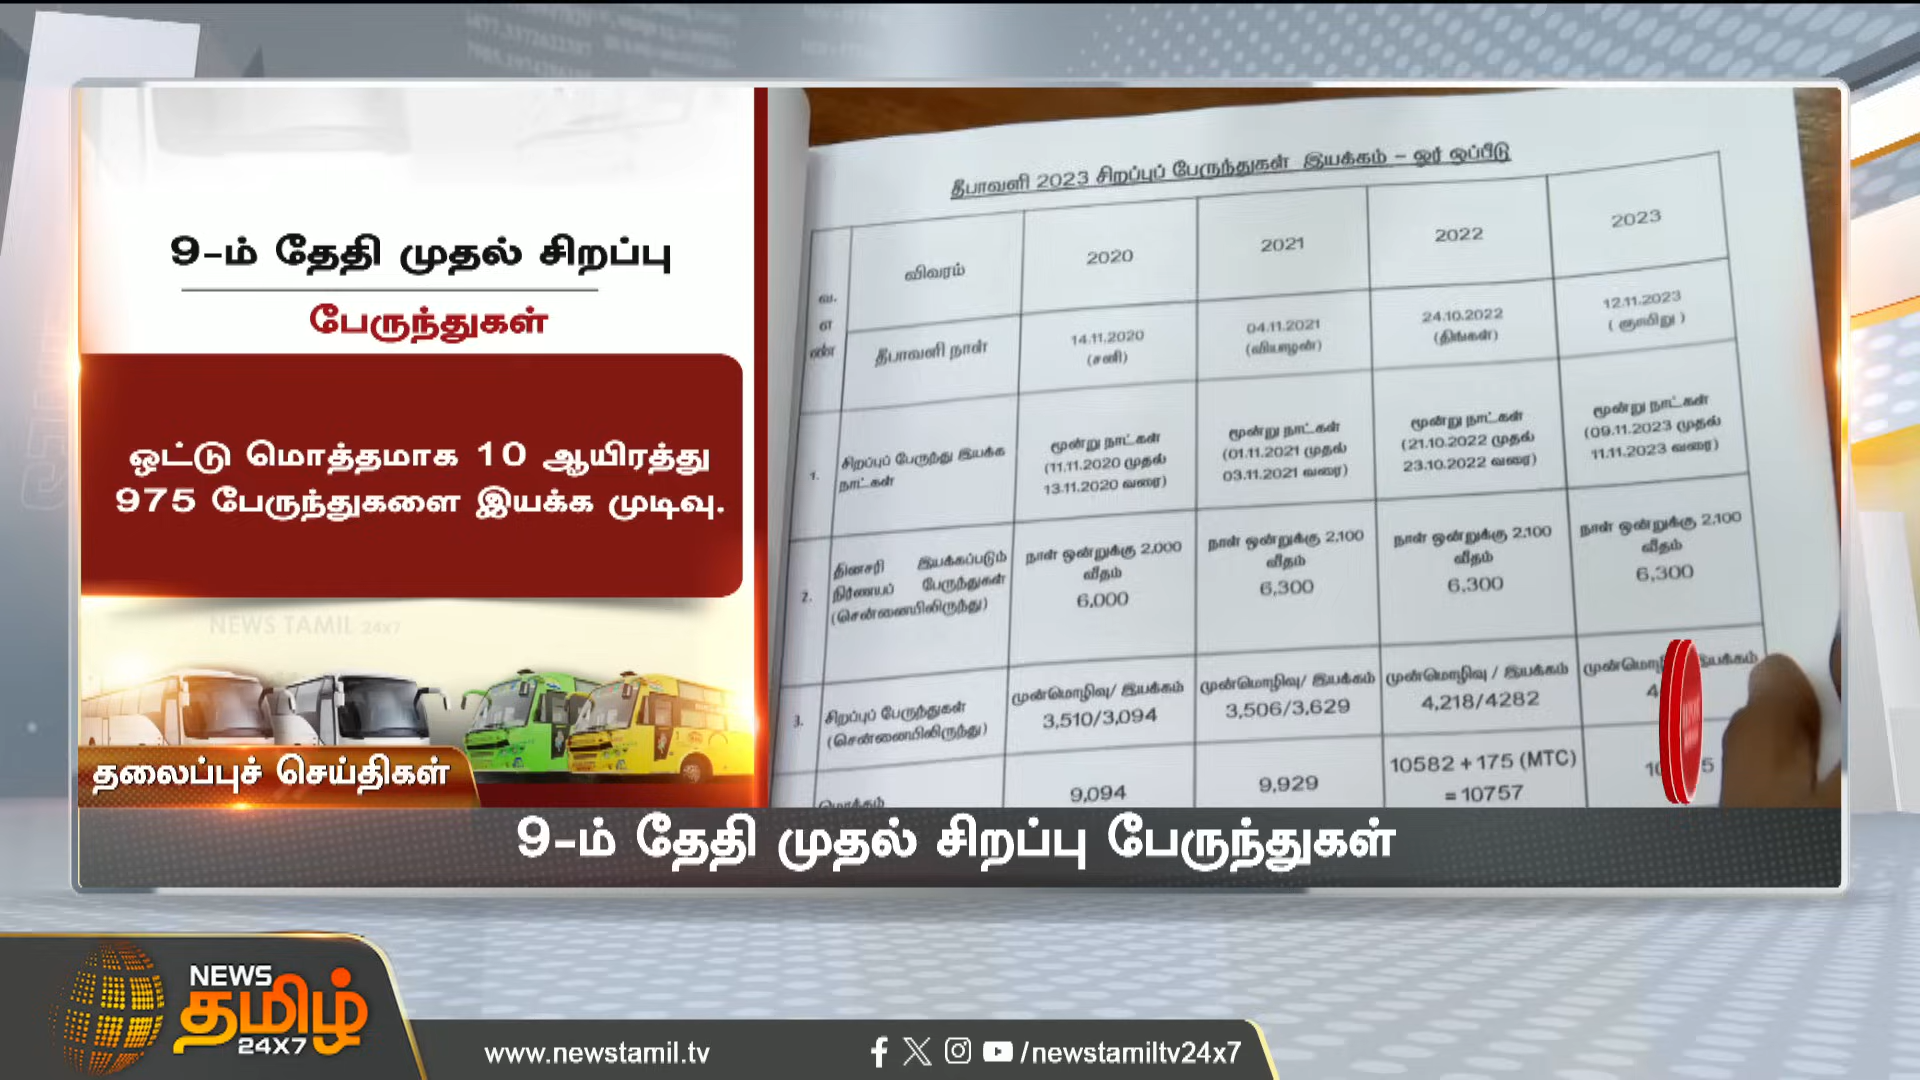 9-ம் தேதி முதல் சிறப்பு
பேருந்துகள்
ஒட்டு மொத்தமாக 10 ஆயிரத்து
975 பேருந்துகளை இயக்க முடிவு.
NEWS TAMIL 24x7
தலைப்புச் செய்திகள்
தீபாவளி 2023 சிறப்புப் பேருந்துகள் இயக்கம் – ஓர் ஒப்பீடு
வ.
எ
ண்
விவரம்
2020
2021
2022
2023
தீபாவளி நாள்
14.11.2020
(சனி)
04.11.2021
(வியாழன்)
24.10.2022
(திங்கள்)
12.11.2023
( ஞாயிறு )
1.
சிறப்புப் பேருந்து இயக்க
நாட்கள்
மூன்று நாட்கள்
(11.11.2020 முதல்
13.11.2020 வரை)
மூன்று நாட்கள்
(01.11.2021 முதல்
03.11.2021 வரை)
மூன்று நாட்கள்
(21.10.2022 முதல்
23.10.2022 வரை)
மூன்று நாட்கள்
(09.11.2023 முதல்
11.11.2023 வரை)
2.
தினசரி இயக்கப்படும்
நிர்ணயப் பேருந்துகள்
(சென்னையிலிருந்து)
நாள் ஒன்றுக்கு 2,000
வீதம்
6,000
நாள் ஒன்றுக்கு 2,100
வீதம்
6,300
நாள் ஒன்றுக்கு 2,100
வீதம்
6,300
நாள் ஒன்றுக்கு 2,100
வீதம்
6,300
3.
சிறப்புப் பேருந்துகள்
(சென்னையிலிருந்து)
முன்மொழிவு/ இயக்கம்
3,510/3,094
முன்மொழிவு/ இயக்கம்
3,506/3,629
முன்மொழிவு / இயக்கம்
4,218/4282
மொத்தம்
9,094
9,929
10582 + 175 (MTC)
= 10757
9-ம் தேதி முதல் சிறப்பு பேருந்துகள்
NEWS
தமிழ்
24X7
www.newstamil.tv
/newstamiltv24x7